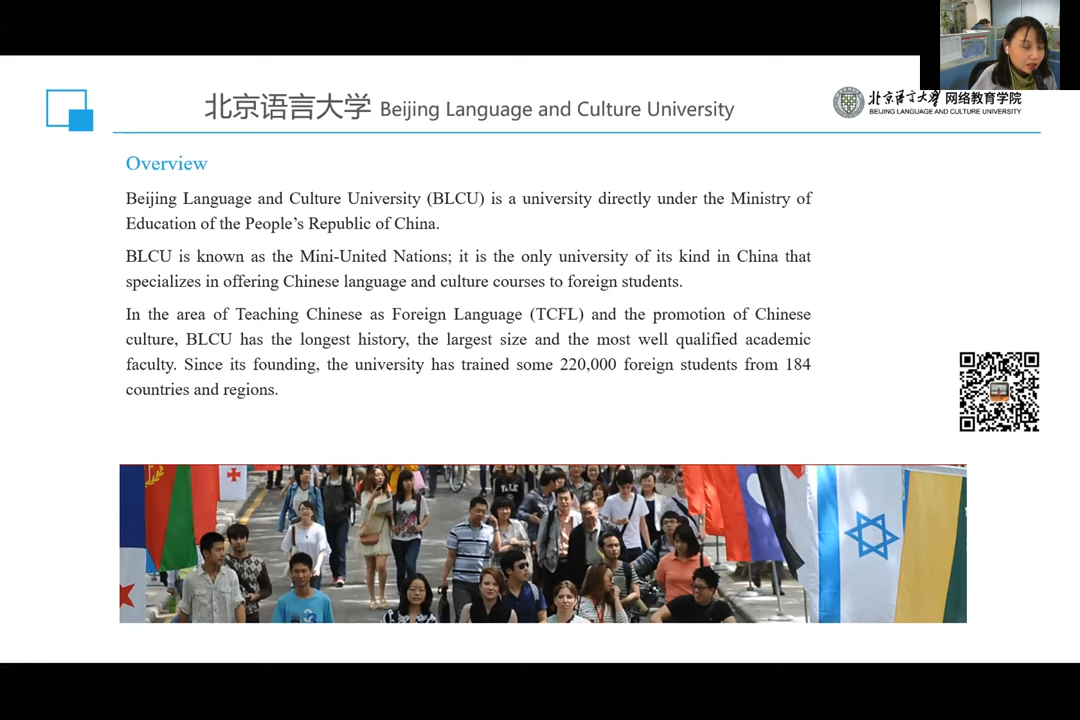 北京语言大学 Beijing Language and Culture University
北京语言大学 网络教育学院
BEIJING LANGUAGE AND CULTURE UNIVERSITY
Overview
Beijing Language and Culture University (BLCU) is a university directly under the Ministry of
Education of the People’s Republic of China.
BLCU is known as the Mini-United Nations; it is the only university of its kind in China that
specializes in offering Chinese language and culture courses to foreign students.
In the area of Teaching Chinese as Foreign Language (TCFL) and the promotion of Chinese
culture, BLCU has the longest history, the largest size and the most well qualified academic
faculty. Since its founding, the university has trained some 220,000 foreign students from 184
countries and regions.
YALE